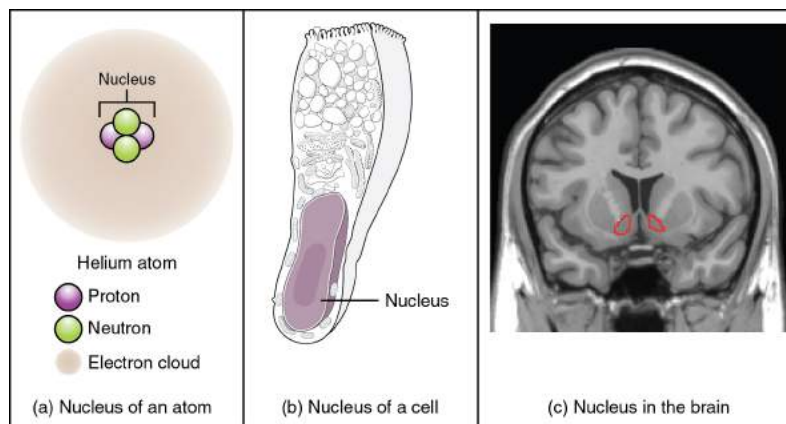 Nucleus
Helium atom
Proton
Neutron
Electron cloud
(a) Nucleus of an atom
Nucleus
(b) Nucleus of a cell
(c) Nucleus in the brain